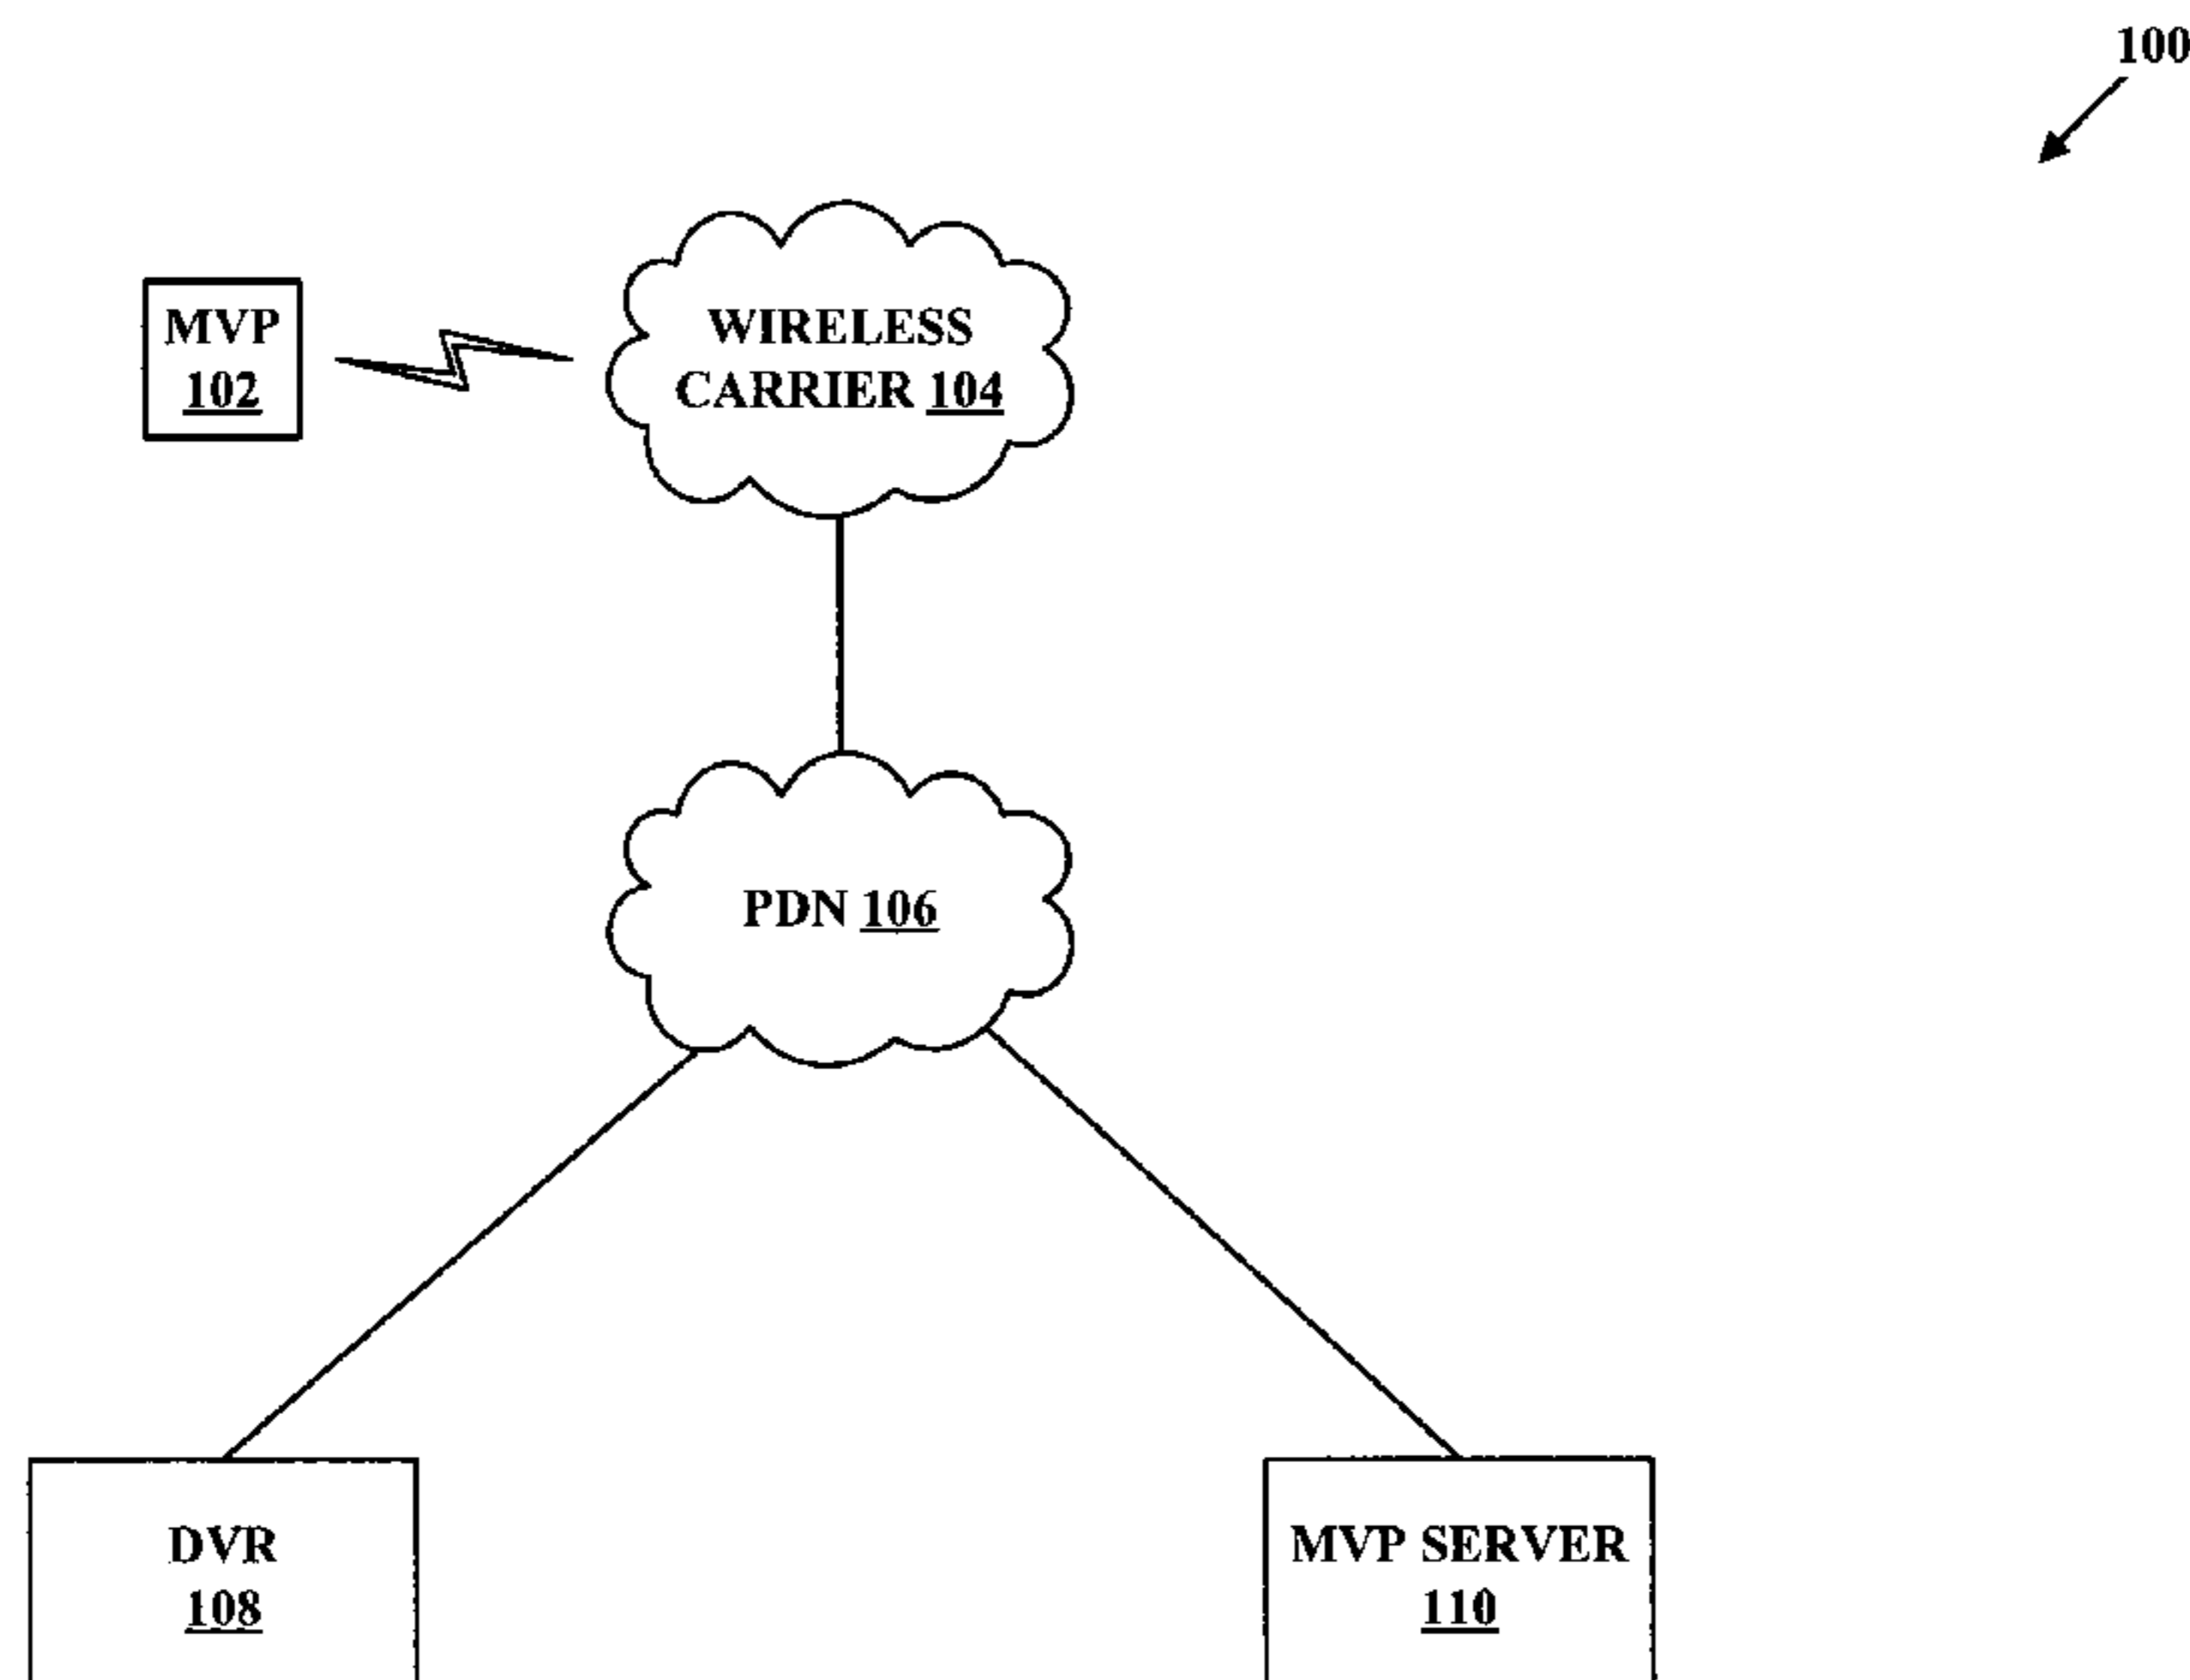 100
MVP
102
WIRELESS
CARRIER 104
PDN 106
DVR
108
MVP SERVER
110